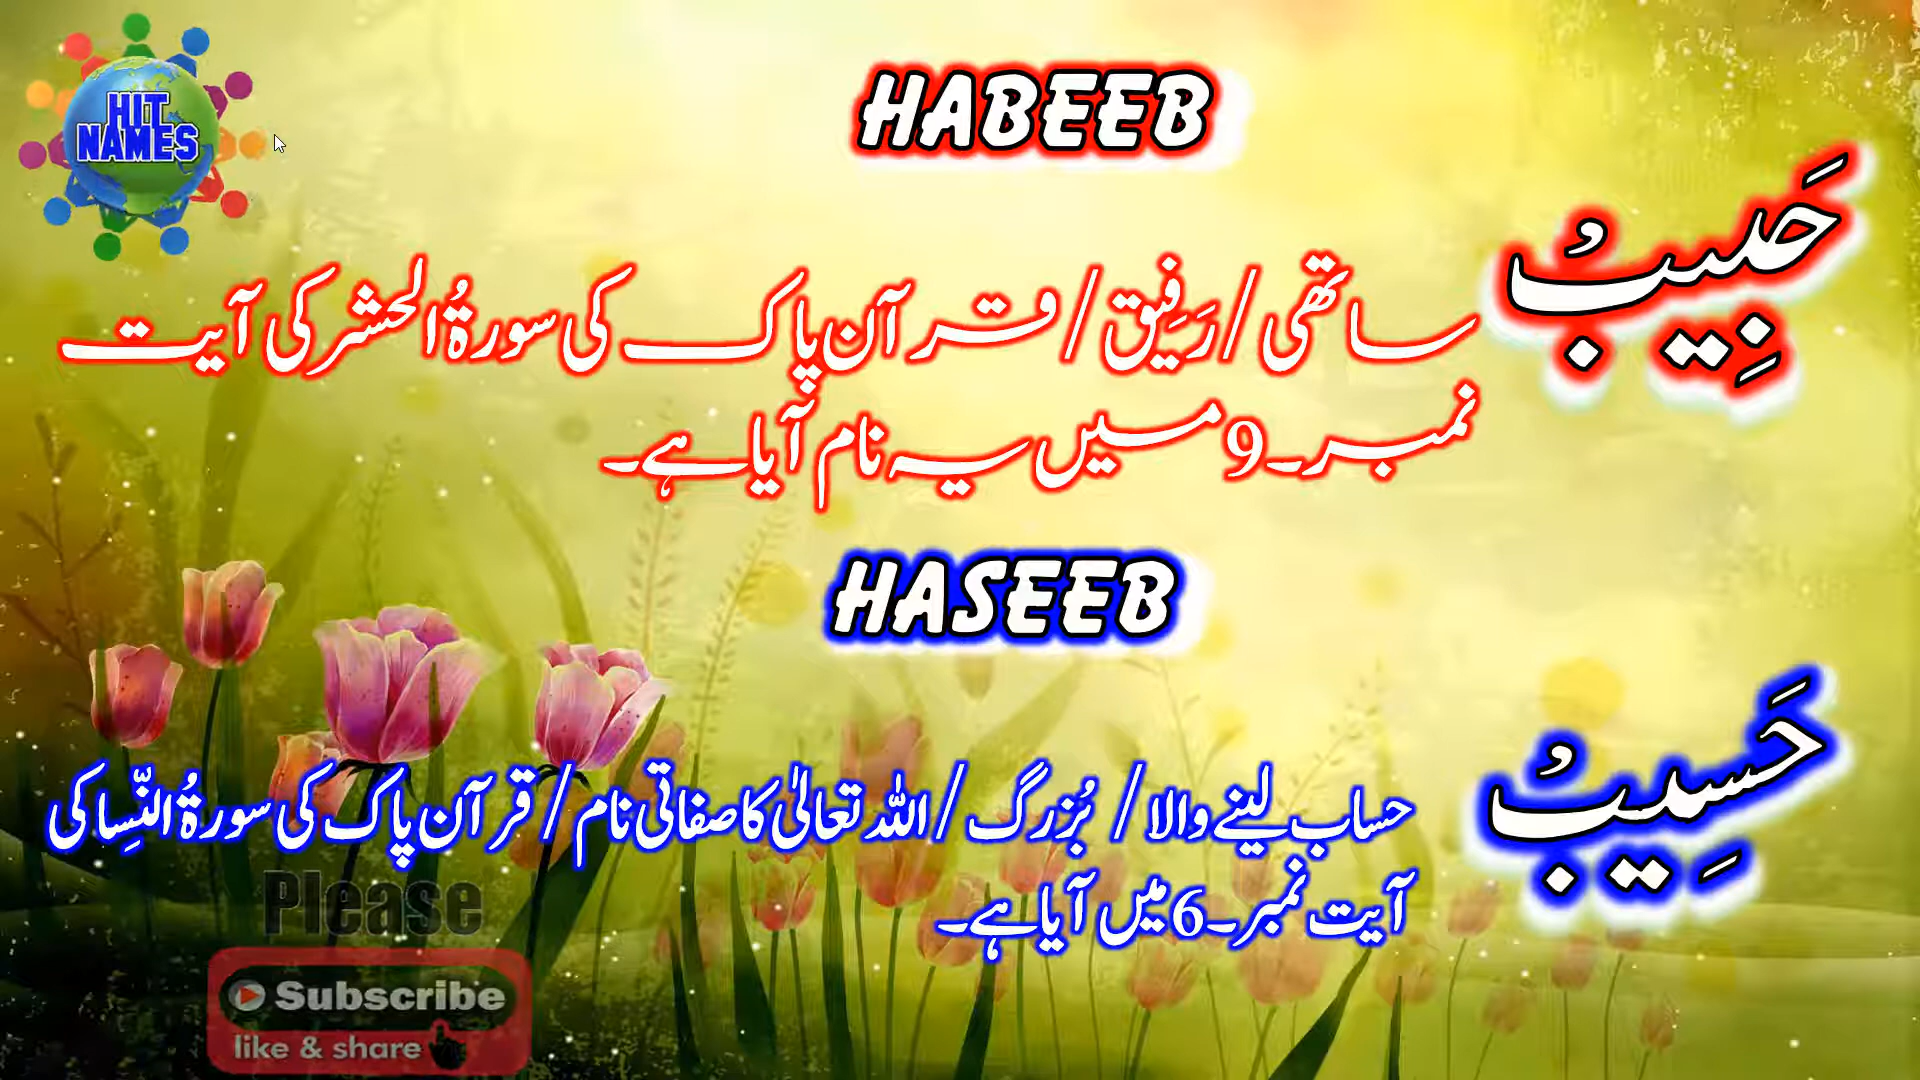 HIT
NAMES
HABEEB
حَبِیبُ
ساتھی/رَفِیق/قرآن پاک کی سورۃُ الحشر کی آیت
نمبر۔9 میں یہ نام آیا ہے۔
HASEEB
حَسِیبُ
حساب لینے والا/ بُزرگ/اللہ تعالیٰ کا صفاتی نام/قرآن پاک کی سورۃُ النّسِا کی
آیت نمبر۔6 میں آیا ہے۔
Please
Subscribe
like & share